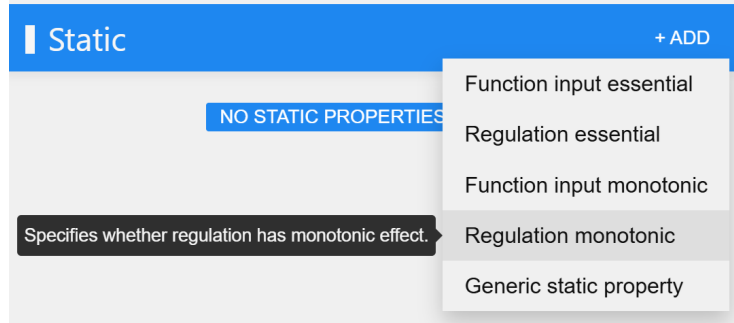 Static
+ ADD
Function input essential
NO STATIC PROPERTIES
Regulation essential
Function input monotonic
Specifies whether regulation has monotonic effect.
Regulation monotonic
Generic static property